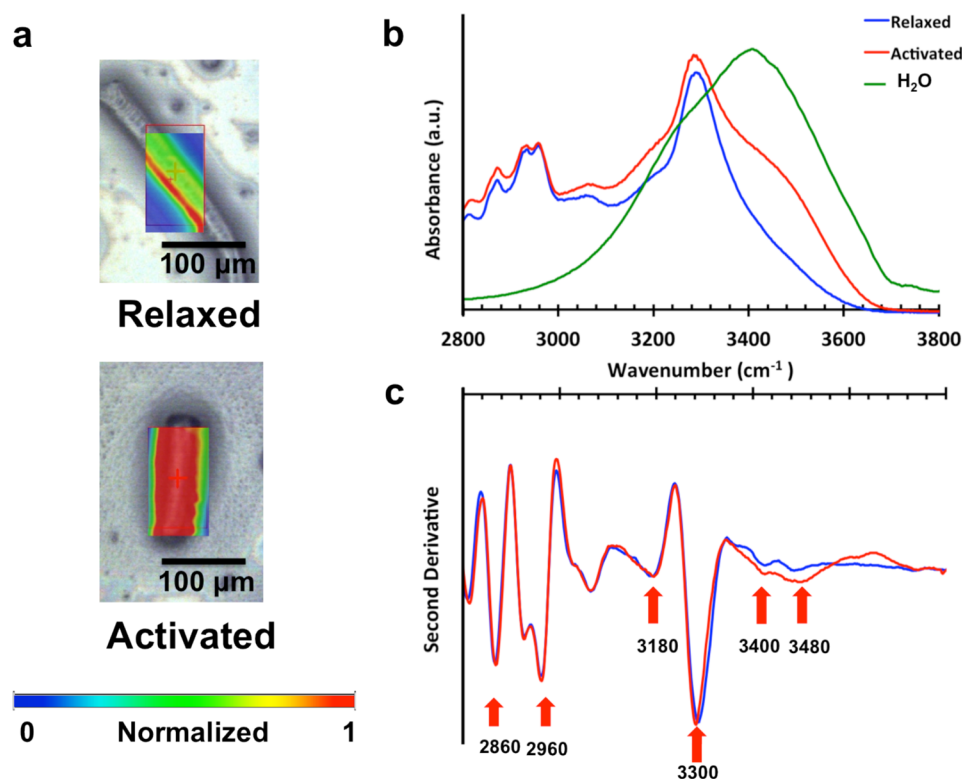 a
100 µm
Relaxed
100 µm
Activated
0 Normalized 1
b
Relaxed
Activated
H₂O
Absorbance (a.u.)
2800 3000 3200 3400 3600 3800
Wavenumber (cm⁻¹ )
c
Second Derivative
2860
2960
3180
3300
3400
3480